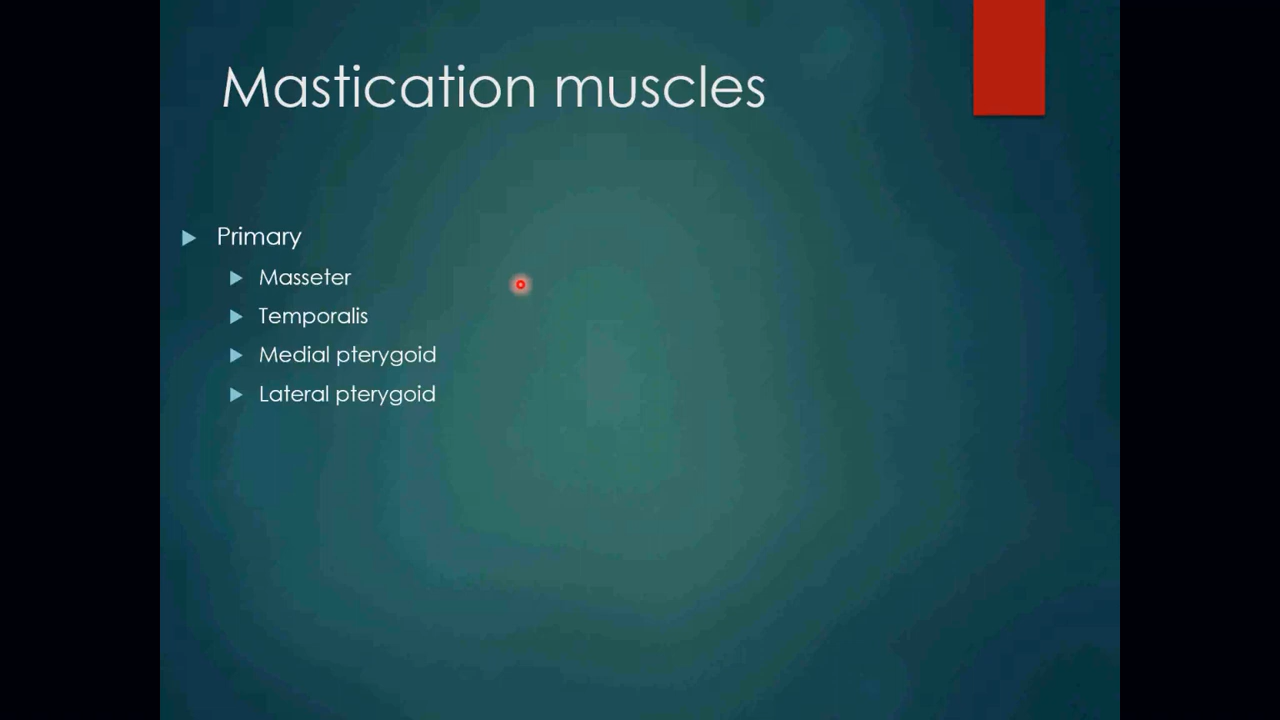 Mastication muscles
Primary
Masseter
Temporalis
Medial pterygoid
Lateral pterygoid